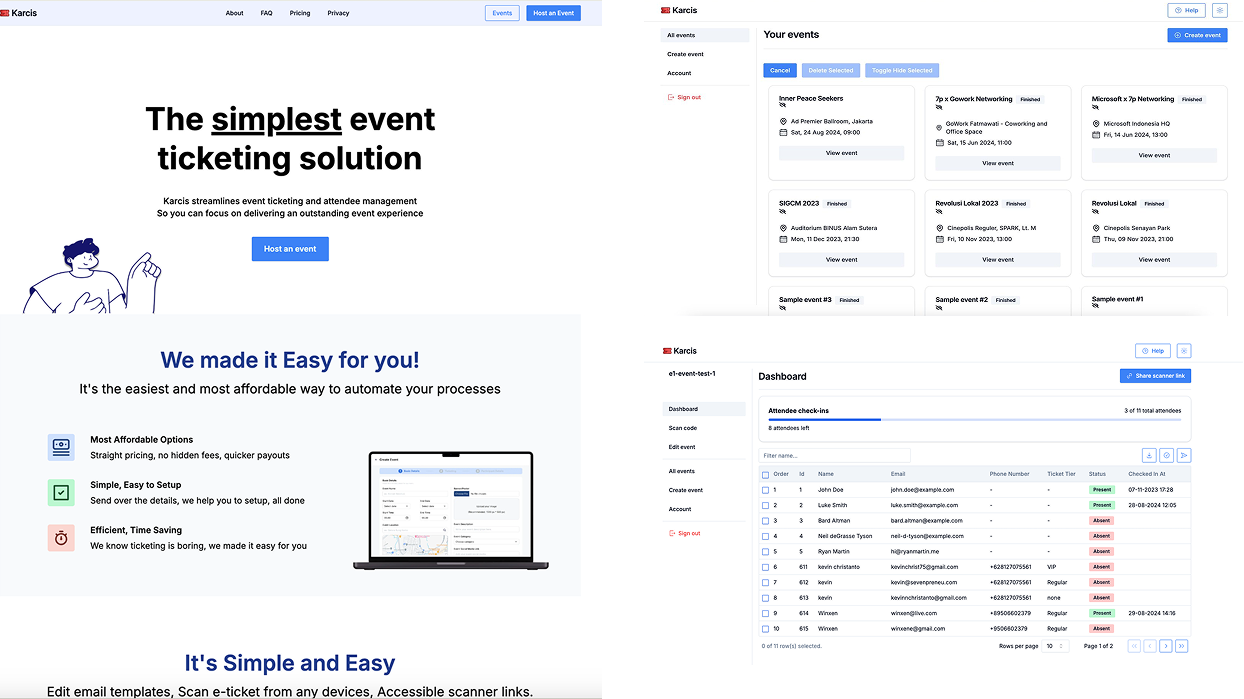 Karcis
About
FAQ
Pricing
Privacy
Events
Host an Event
The simplest event
ticketing solution
Karcis streamlines event ticketing and attendee management
So you can focus on delivering an outstanding event experience
Host an event
We made it Easy for you!
It's the easiest and most affordable way to automate your processes
Most Affordable Options
Straight pricing, no hidden fees, quicker payouts
Simple, Easy to Setup
Send over the details, we help you to setup, all done
Efficient, Time Saving
We know ticketing is boring, we made it easy for you
Create Event
It's Simple and Easy
Edit email templates, Scan e-ticket from any devices, Accessible scanner links.
Karcis
Help
All events
Create event
Account
Sign out
Your events
Create event
Cancel
Delete Selected
Toggle Hide Selected
Inner Peace Seekers
Ad Premier Ballroom, Jakarta
Sat, 24 Aug 2024, 09:00
View event
7p x Gowork Networking Finished
GoWork Fatmawati - Coworking and
Office Space
Sat, 15 Jun 2024, 11:00
View event
Microsoft x 7p Networking Finished
Microsoft Indonesia HQ
Fri, 14 Jun 2024, 13:00
View event
SIGCM 2023 Finished
Auditorium BINUS Alam Sutera
Mon, 11 Dec 2023, 21:30
View event
Revolusi Lokal 2023 Finished
Cinepolis Reguler, SPARK, Lt. M
Fri, 10 Nov 2023, 13:00
View event
Revolusi Lokal Finished
Cinepolis Senayan Park
Thu, 09 Nov 2023, 21:00
View event
Sample event #3 Finished
Sample event #2 Finished
Sample event #1
Karcis
Help
e1-event-test-1
Dashboard
Scan code
Edit event
All events
Create event
Account
Sign out
Dashboard
Share scanner link
Attendee check-ins
3 of 11 total attendees
8 attendees left
Filter name...
Order Id Name Email Phone Number Ticket Tier Status Checked In At
1 1 John Doe john.doe@example.com - - Present 07-11-2023 17:28
2 2 Luke Smith luke.smith@example.com - - Present 28-08-2024 12:05
3 3 Bard Altman bard.altman@example.com - - Absent
4 4 Neil deGrasse Tyson neil-d-tyson@example.com - - Absent
5 5 Ryan Martin hi@ryanmartin.me - - Absent
6 611 kevin christanto kevinchrist75@gmail.com +628127075561 VIP Absent
7 612 kevin kevin@sevenpreneu.com +628127075561 Regular Absent
8 613 kevin kevinnchristanto@gmail.com +628127075561 none Absent
9 614 Winxen winxen@live.com +89506602379 Regular Present 29-08-2024 14:16
10 615 Winxen winxene@gmail.com +9506602379 Regular Absent
0 of 11 row(s) selected.
Rows per page 10
Page 1 of 2